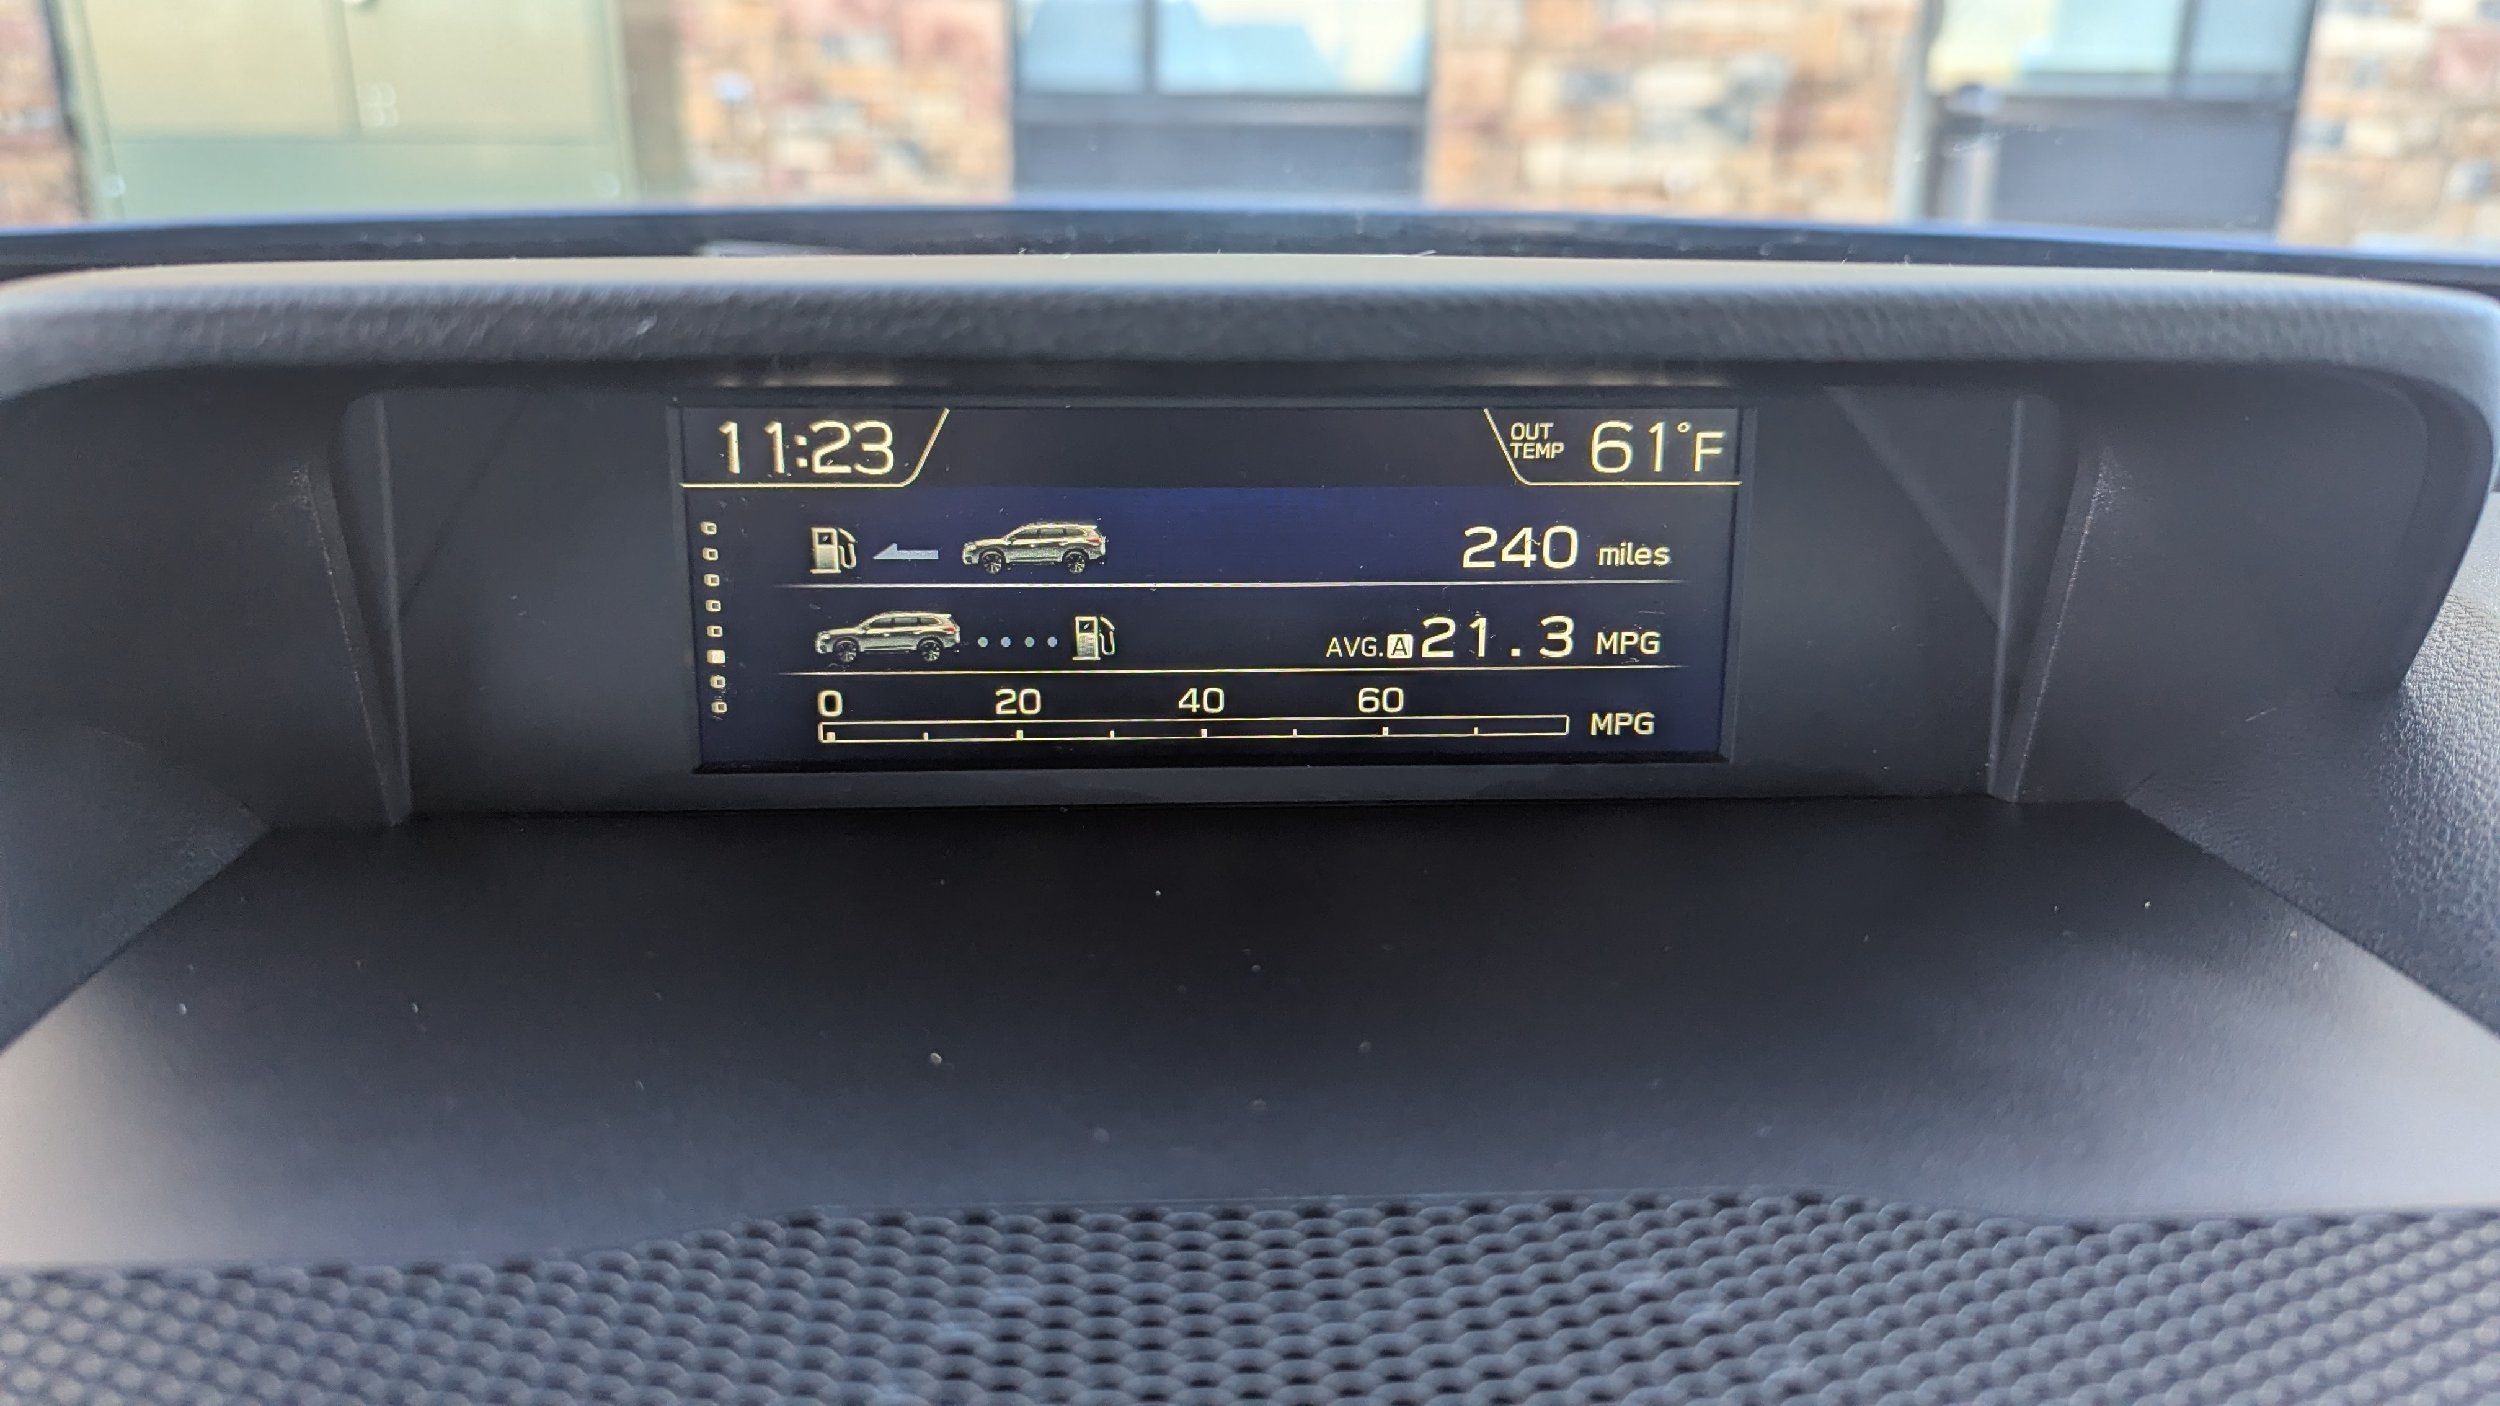 11:23
OUT TEMP 61°F
240 miles
AVG. A 21.3 MPG
0 20 40 60
MPG